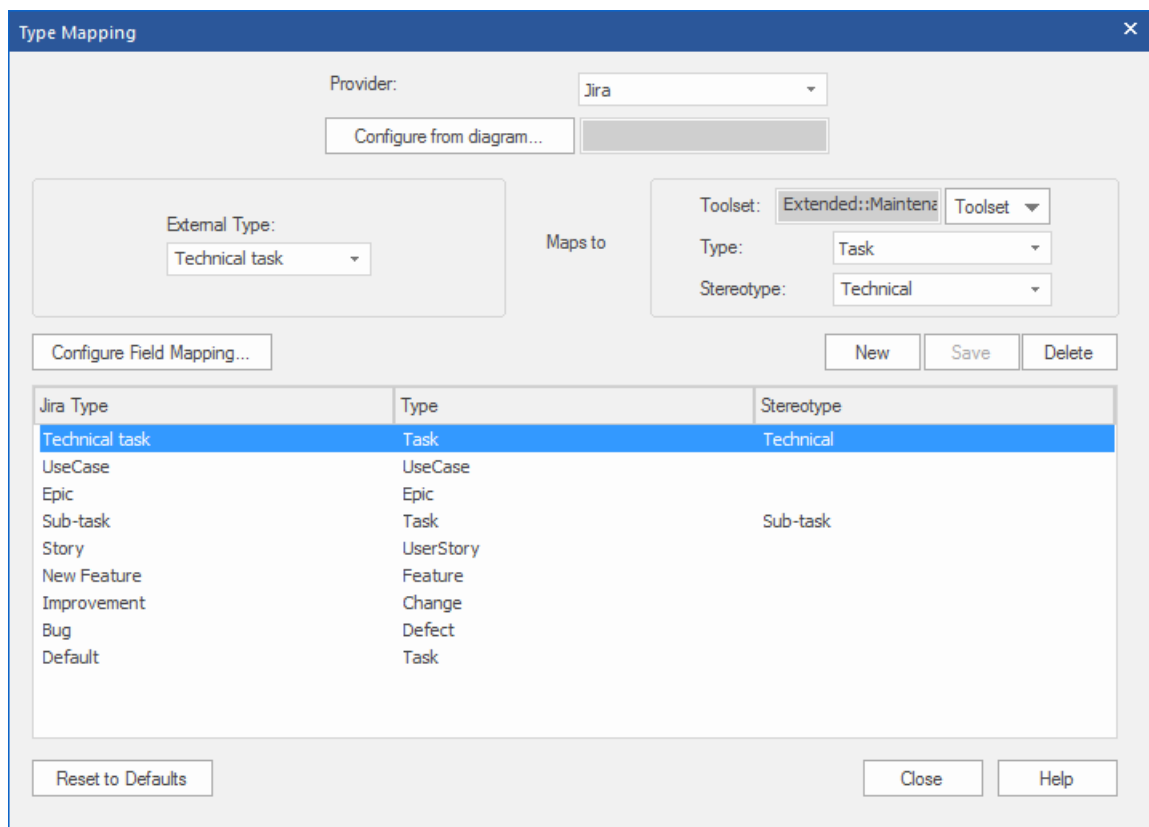 Type Mapping
Provider: Jira
Configure from diagram...
External Type:
Technical task
Maps to
Toolset: Extended::Maintena Toolset
Type: Task
Stereotype: Technical
Configure Field Mapping... New Save Delete
Jira Type Type Stereotype
Technical task Task Technical
UseCase UseCase
Epic Epic
Sub-task Task Sub-task
Story UserStory
New Feature Feature
Improvement Change
Bug Defect
Default Task
Reset to Defaults Close Help